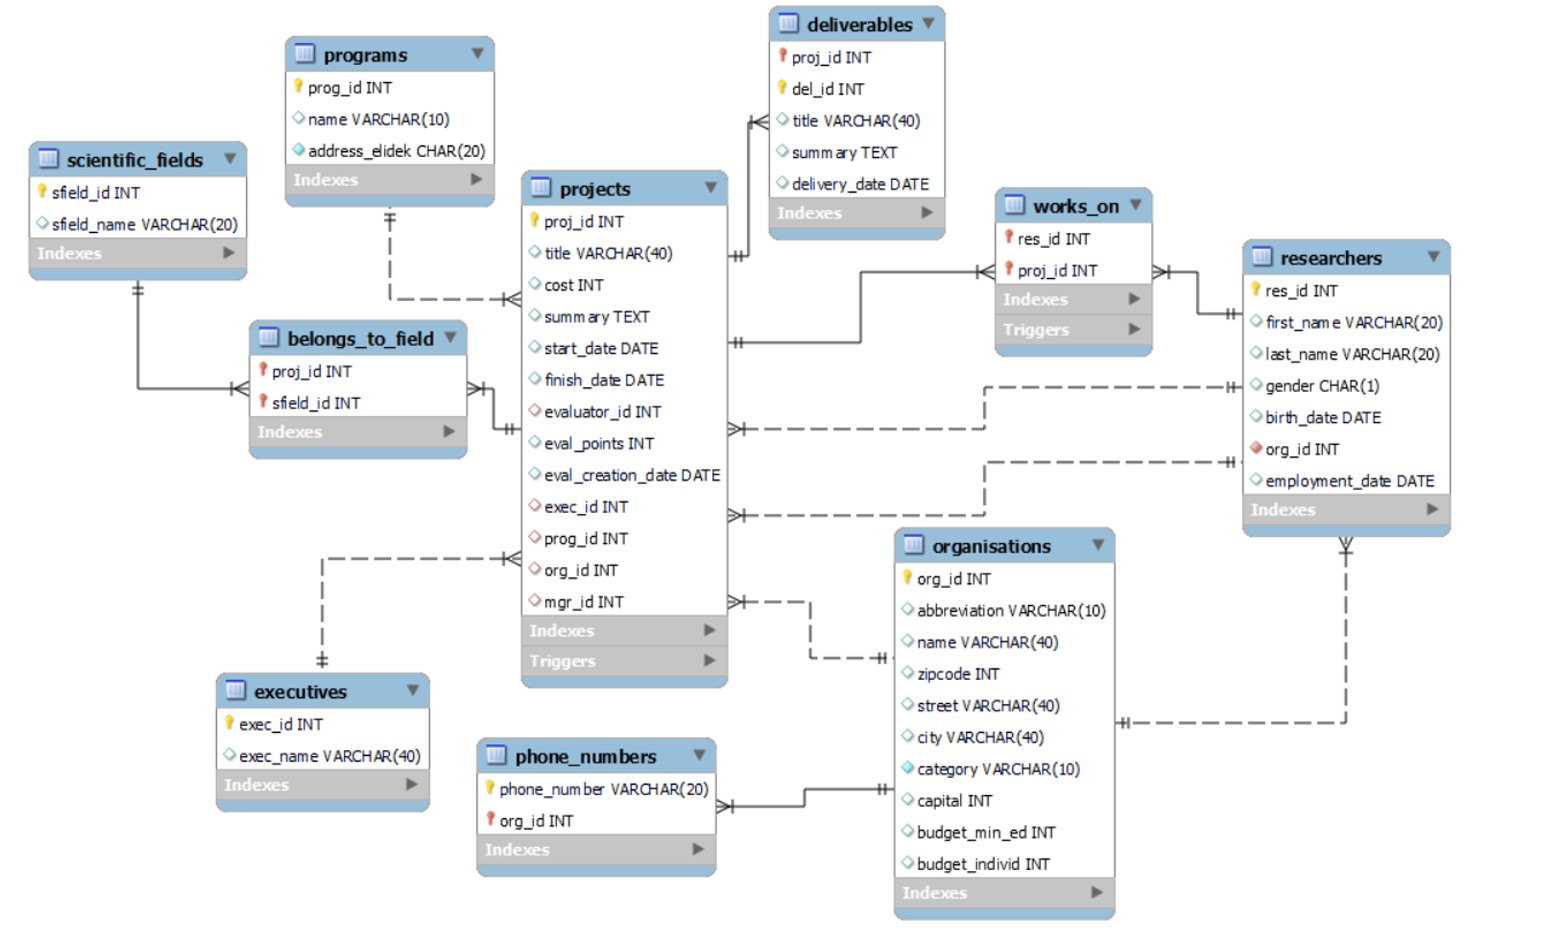 deliverables
proj_id INT
del_id INT
title VARCHAR(40)
summary TEXT
delivery_date DATE
Indexes
programs
prog_id INT
name VARCHAR(10)
address_elidek CHAR(20)
Indexes
scientific_fields
sfield_id INT
sfield_name VARCHAR(20)
Indexes
projects
proj_id INT
title VARCHAR(40)
cost INT
summary TEXT
start_date DATE
finish_date DATE
evaluator_id INT
eval_points INT
eval_creation_date DATE
exec_id INT
prog_id INT
org_id INT
mgr_id INT
Indexes
Triggers
works_on
res_id INT
proj_id INT
Indexes
Triggers
researchers
res_id INT
first_name VARCHAR(20)
last_name VARCHAR(20)
gender CHAR(1)
birth_date DATE
org_id INT
employment_date DATE
Indexes
belongs_to_field
proj_id INT
sfield_id INT
Indexes
organisations
org_id INT
abbreviation VARCHAR(10)
name VARCHAR(40)
zipcode INT
street VARCHAR(40)
city VARCHAR(40)
category VARCHAR(10)
capital INT
budget_min_ed INT
budget_individ INT
Indexes
executives
exec_id INT
exec_name VARCHAR(40)
Indexes
phone_numbers
phone_number VARCHAR(20)
org_id INT
Indexes